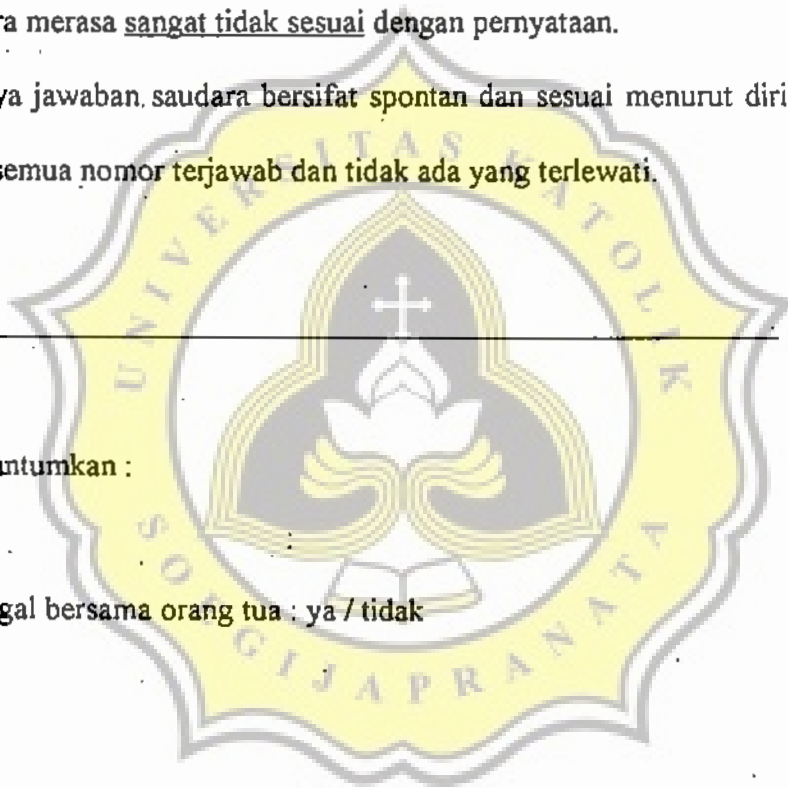 ra merasa sangat tidak sesuai dengan pernyataan.
ya jawaban saudara bersifat spontan dan sesuai menurut diri
semua nomor terjawab dan tidak ada yang terlewati.
UNIVERSITAS KATOLIK
ntumkan :
:
gal bersama orang tua : ya / tidak
SOEGIJAPRANATA